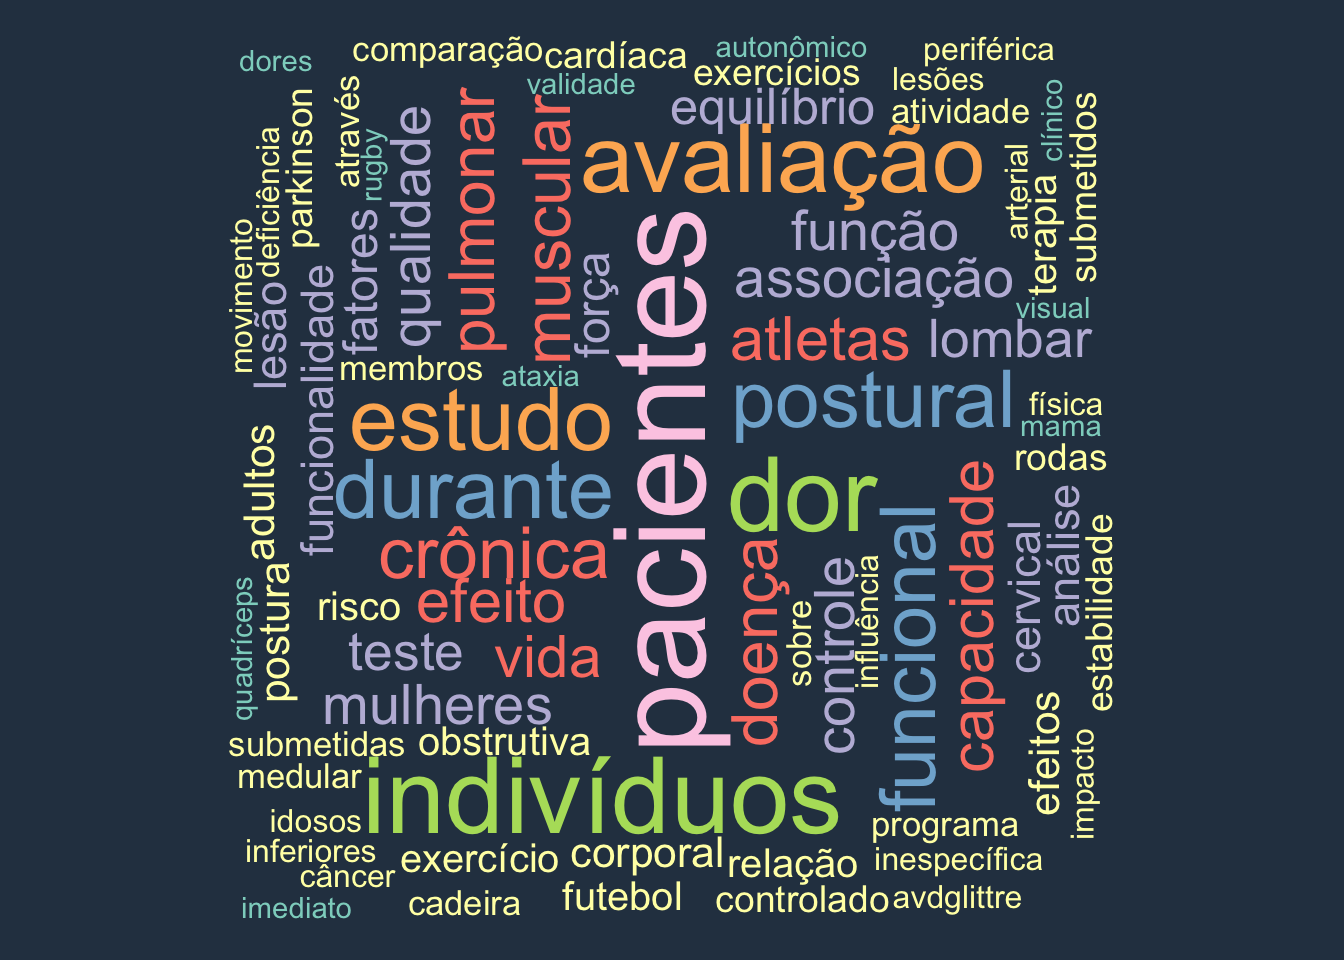 dores
comparação
cardíaca
autonômico
periférica
validade
exercícios
lesões
equilíbrio
atividade
clínico
submetidos
parkinson
através
rugby
qualidade
pulmonar
muscular
avaliação
arterial
terapia
deficiência
movimento
fatores
força
função
associação
visual
lesão
funcionalidade
pacientes
atletas
lombar
membros
ataxia
estudo
postural
física
mama
rodas
adultos
durante
dor
funcional
capacidade
cervical
análise
estabilidade
crônica
efeito
doença
controle
influência
sobre
quadríceps
postura
risco
teste
vida
mulheres
submetidas
obstrutiva
medular
indivíduos
efeitos
impacto
idosos
programa
inferiores
exercício
corporal
relação
inespecífica
câncer
imediato
cadeira
futebol
controlado
avdglittre